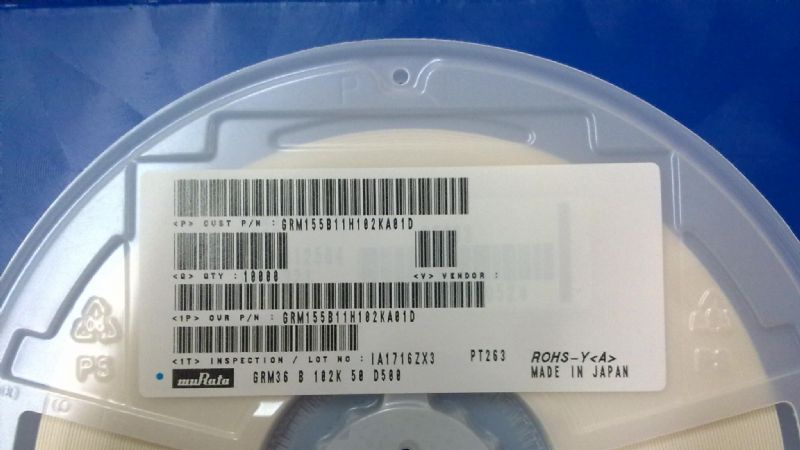 <P> CUST P/N : GRM155B11H102KA01D
<Q> QTY : 10000 <V> VENDOR :
<1P> OUR P/N : GRM155B11H102KA01D
<1T> INSPECTION / LOT NO : IA1716ZX3 PT263 ROHS-Y<A>
muRata GRM36 B 102K 50 D500 MADE IN JAPAN
PS